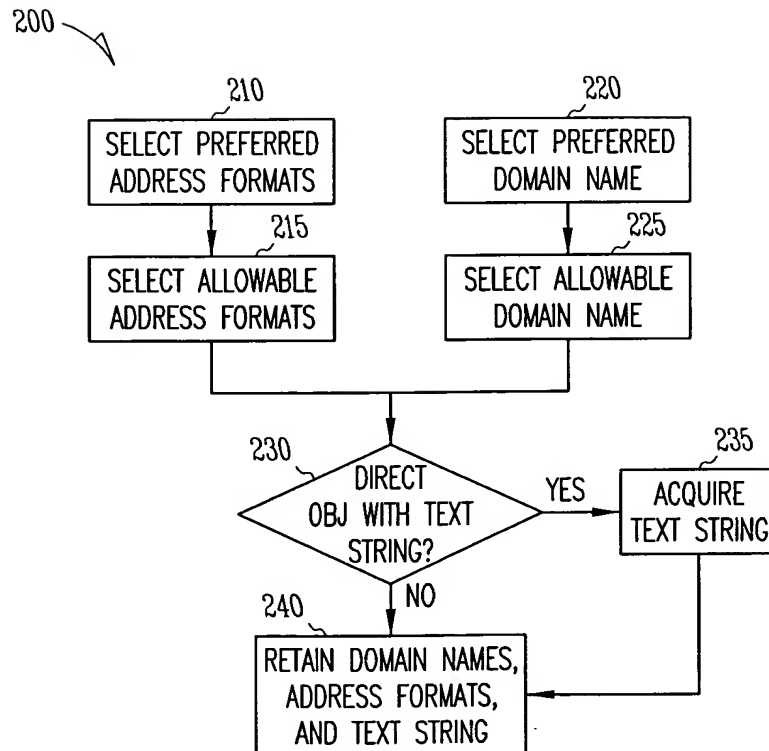 200
210
SELECT PREFERRED
ADDRESS FORMATS
220
SELECT PREFERRED
DOMAIN NAME
215
SELECT ALLOWABLE
ADDRESS FORMATS
225
SELECT ALLOWABLE
DOMAIN NAME
230
DIRECT
OBJ WITH TEXT
STRING?
YES
235
ACQUIRE
TEXT STRING
NO
240
RETAIN DOMAIN NAMES,
ADDRESS FORMATS,
AND TEXT STRING